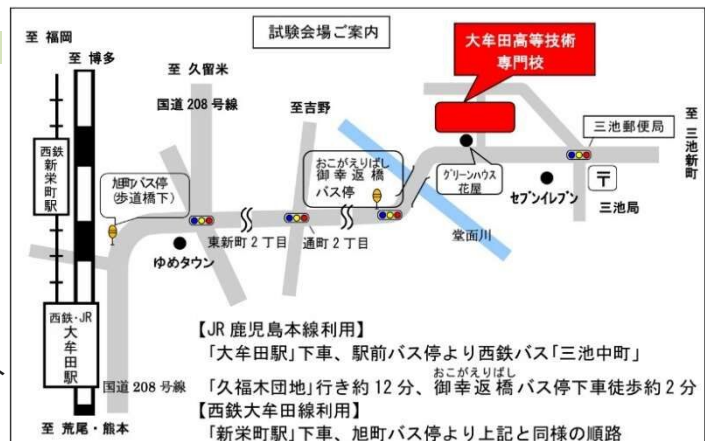 試験会場ご案内
至 福岡
至 博多
至 久留米
国道 208 号線
至吉野
大牟田高等技術
専門校
至 三池新町
三池郵便局
西鉄
新栄町駅
旭町バス停
(歩道橋下)
おこがえりばし
御幸返橋
バス停
グリーンハウス
花屋
セブンイレブン
〒
三池局
東新町 2 丁目
通町 2 丁目
堂面川
ゆめタウン
西鉄・JR
大牟田駅
国道 208 号線
至 荒尾・熊本
【JR 鹿児島本線利用】
「大牟田駅」下車、駅前バス停より西鉄バス「三池中町」
おこがえりばし
「久福木団地」行き約 12 分、御幸返橋バス停下車徒歩約 2 分
【西鉄大牟田線利用】
「新栄町駅」下車、旭町バス停より上記と同様の順路